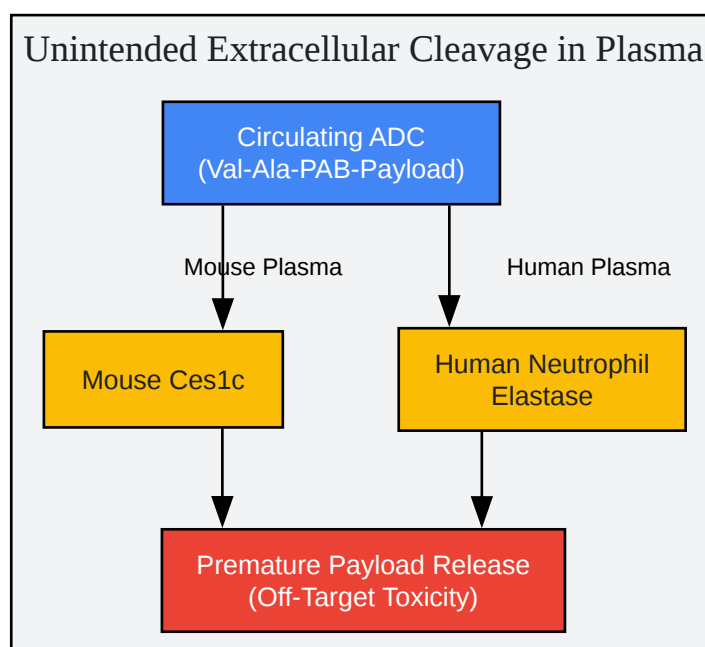 Unintended Extracellular Cleavage in Plasma
Circulating ADC
(Val-Ala-PAB-Payload)
Mouse Plasma
Human Plasma
Mouse Ces1c
Human Neutrophil
Elastase
Premature Payload Release
(Off-Target Toxicity)